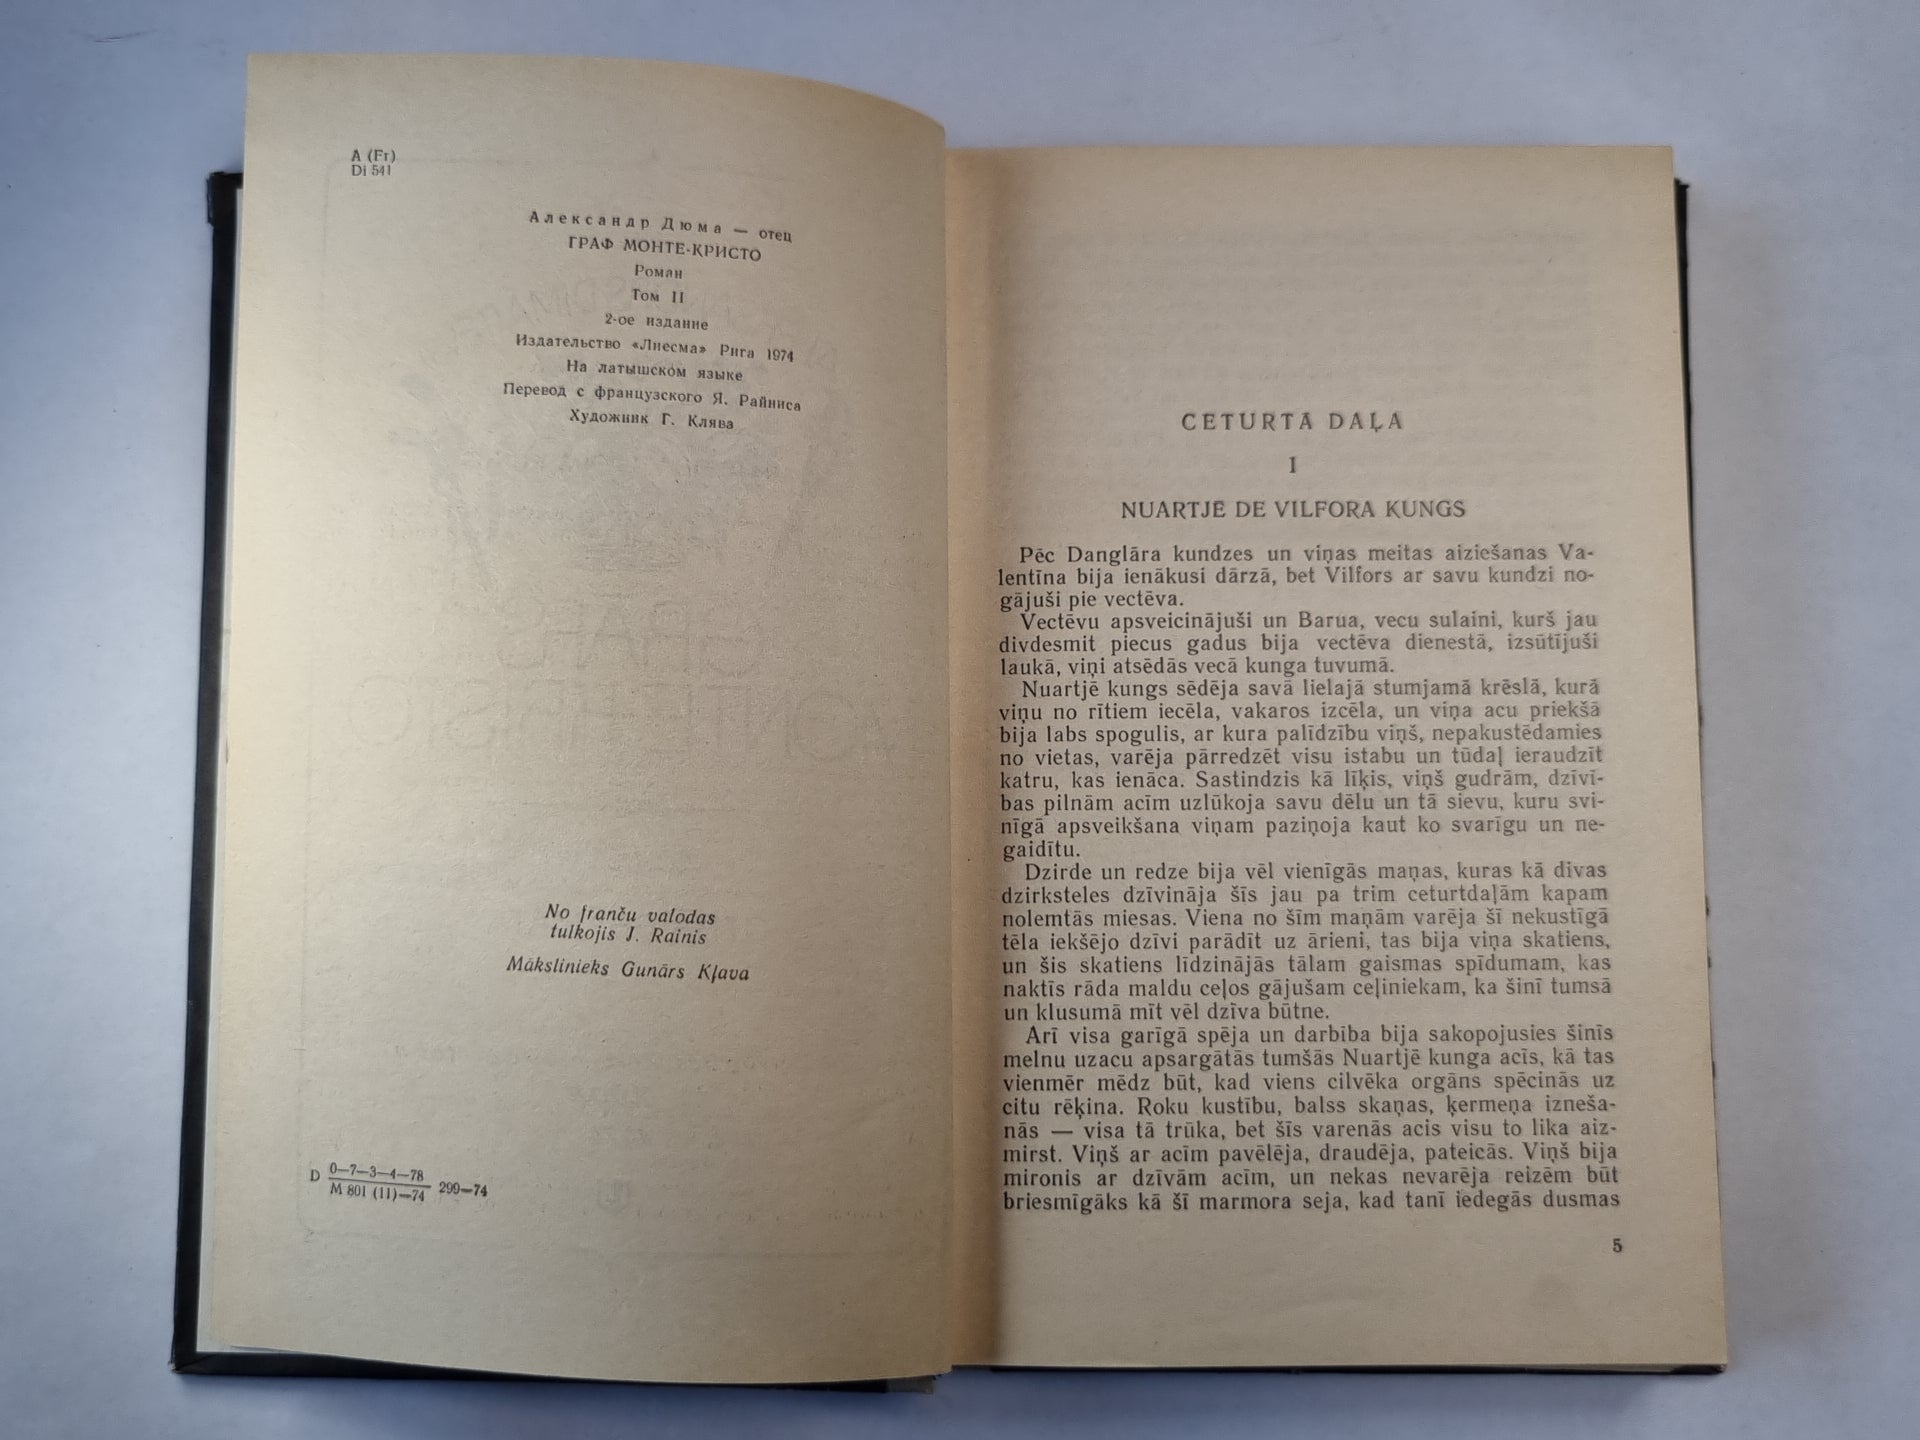 A (Fr)
Di 541
Александр Дюма — отец
ГРАФ МОНТЕ-КРИСТО
Роман
Том II
2-ое издание
Издательство «Лиесма» Рига 1974
На латышском языке
Перевод с французского Я. Райниса
Художник Г. Клява
No franču valodas
tulkojis J. Rainis
Mākslinieks Gunārs Kļava
D 0—7—3—4—78 299—74
M 801 (11)—74
CETURTĀ DAĻA
I
NUARTJĒ DE VILFORA KUNGS
Pēc Danglāra kundzes un viņas meitas aiziešanas Va-
lentīna bija ienākusi dārzā, bet Vilfors ar savu kundzi no-
gājuši pie vectēva.
Vectēvu apsveicinājuši un Barua, vecu sulaini, kurš jau
divdesmit piecus gadus bija vectēva dienestā, izsūtījuši
laukā, viņi atsēdās vecā kunga tuvumā.
Nuartjē kungs sēdēja savā lielajā stumjamā krēslā, kurā
viņu no rītiem iecēla, vakaros izcēla, un viņa acu priekšā
bija labs spogulis, ar kura palīdzību viņš, nepakustēdamies
no vietas, varēja pārredzēt visu istabu un tūdaļ ieraudzīt
katru, kas ienāca. Sastindzis kā līķis, viņš gudrām, dzīvī-
bas pilnām acīm uzlūkoja savu dēlu un tā sievu, kuru svi-
nīgā apsveikšana viņam paziņoja kaut ko svarīgu un ne-
gaidītu.
Dzirde un redze bija vēl vienīgās maņas, kuras kā divas
dzirksteles dzīvināja šīs jau pa trim ceturtdaļām kapam
nolemtās miesas. Viena no šīm maņām varēja šī nekustīgā
tēla iekšējo dzīvi parādīt uz ārieni, tas bija viņa skatiens,
un šis skatiens līdzinājās tālam gaismas spīdumam, kas
naktīs rāda maldu ceļos gājušam ceļiniekam, ka šinī tumsā
un klusumā mīt vēl dzīva būtne.
Arī visa garīgā spēja un darbība bija sakopojusies šinīs
melnu uzacu apsargātās tumšās Nuartjē kunga acīs, kā tas
vienmēr mēdz būt, kad viens cilvēka orgāns spēcinās uz
citu rēķina. Roku kustību, balss skaņas, ķermeņa izneša-
nās — visa tā trūka, bet šīs varenās acis visu to lika aiz-
mirst. Viņš ar acīm pavēlēja, draudēja, pateicās. Viņš bija
mironis ar dzīvām acīm, un nekas nevarēja reizēm būt
briesmīgāks kā šī marmora seja, kad tanī iedegās dusmas
5